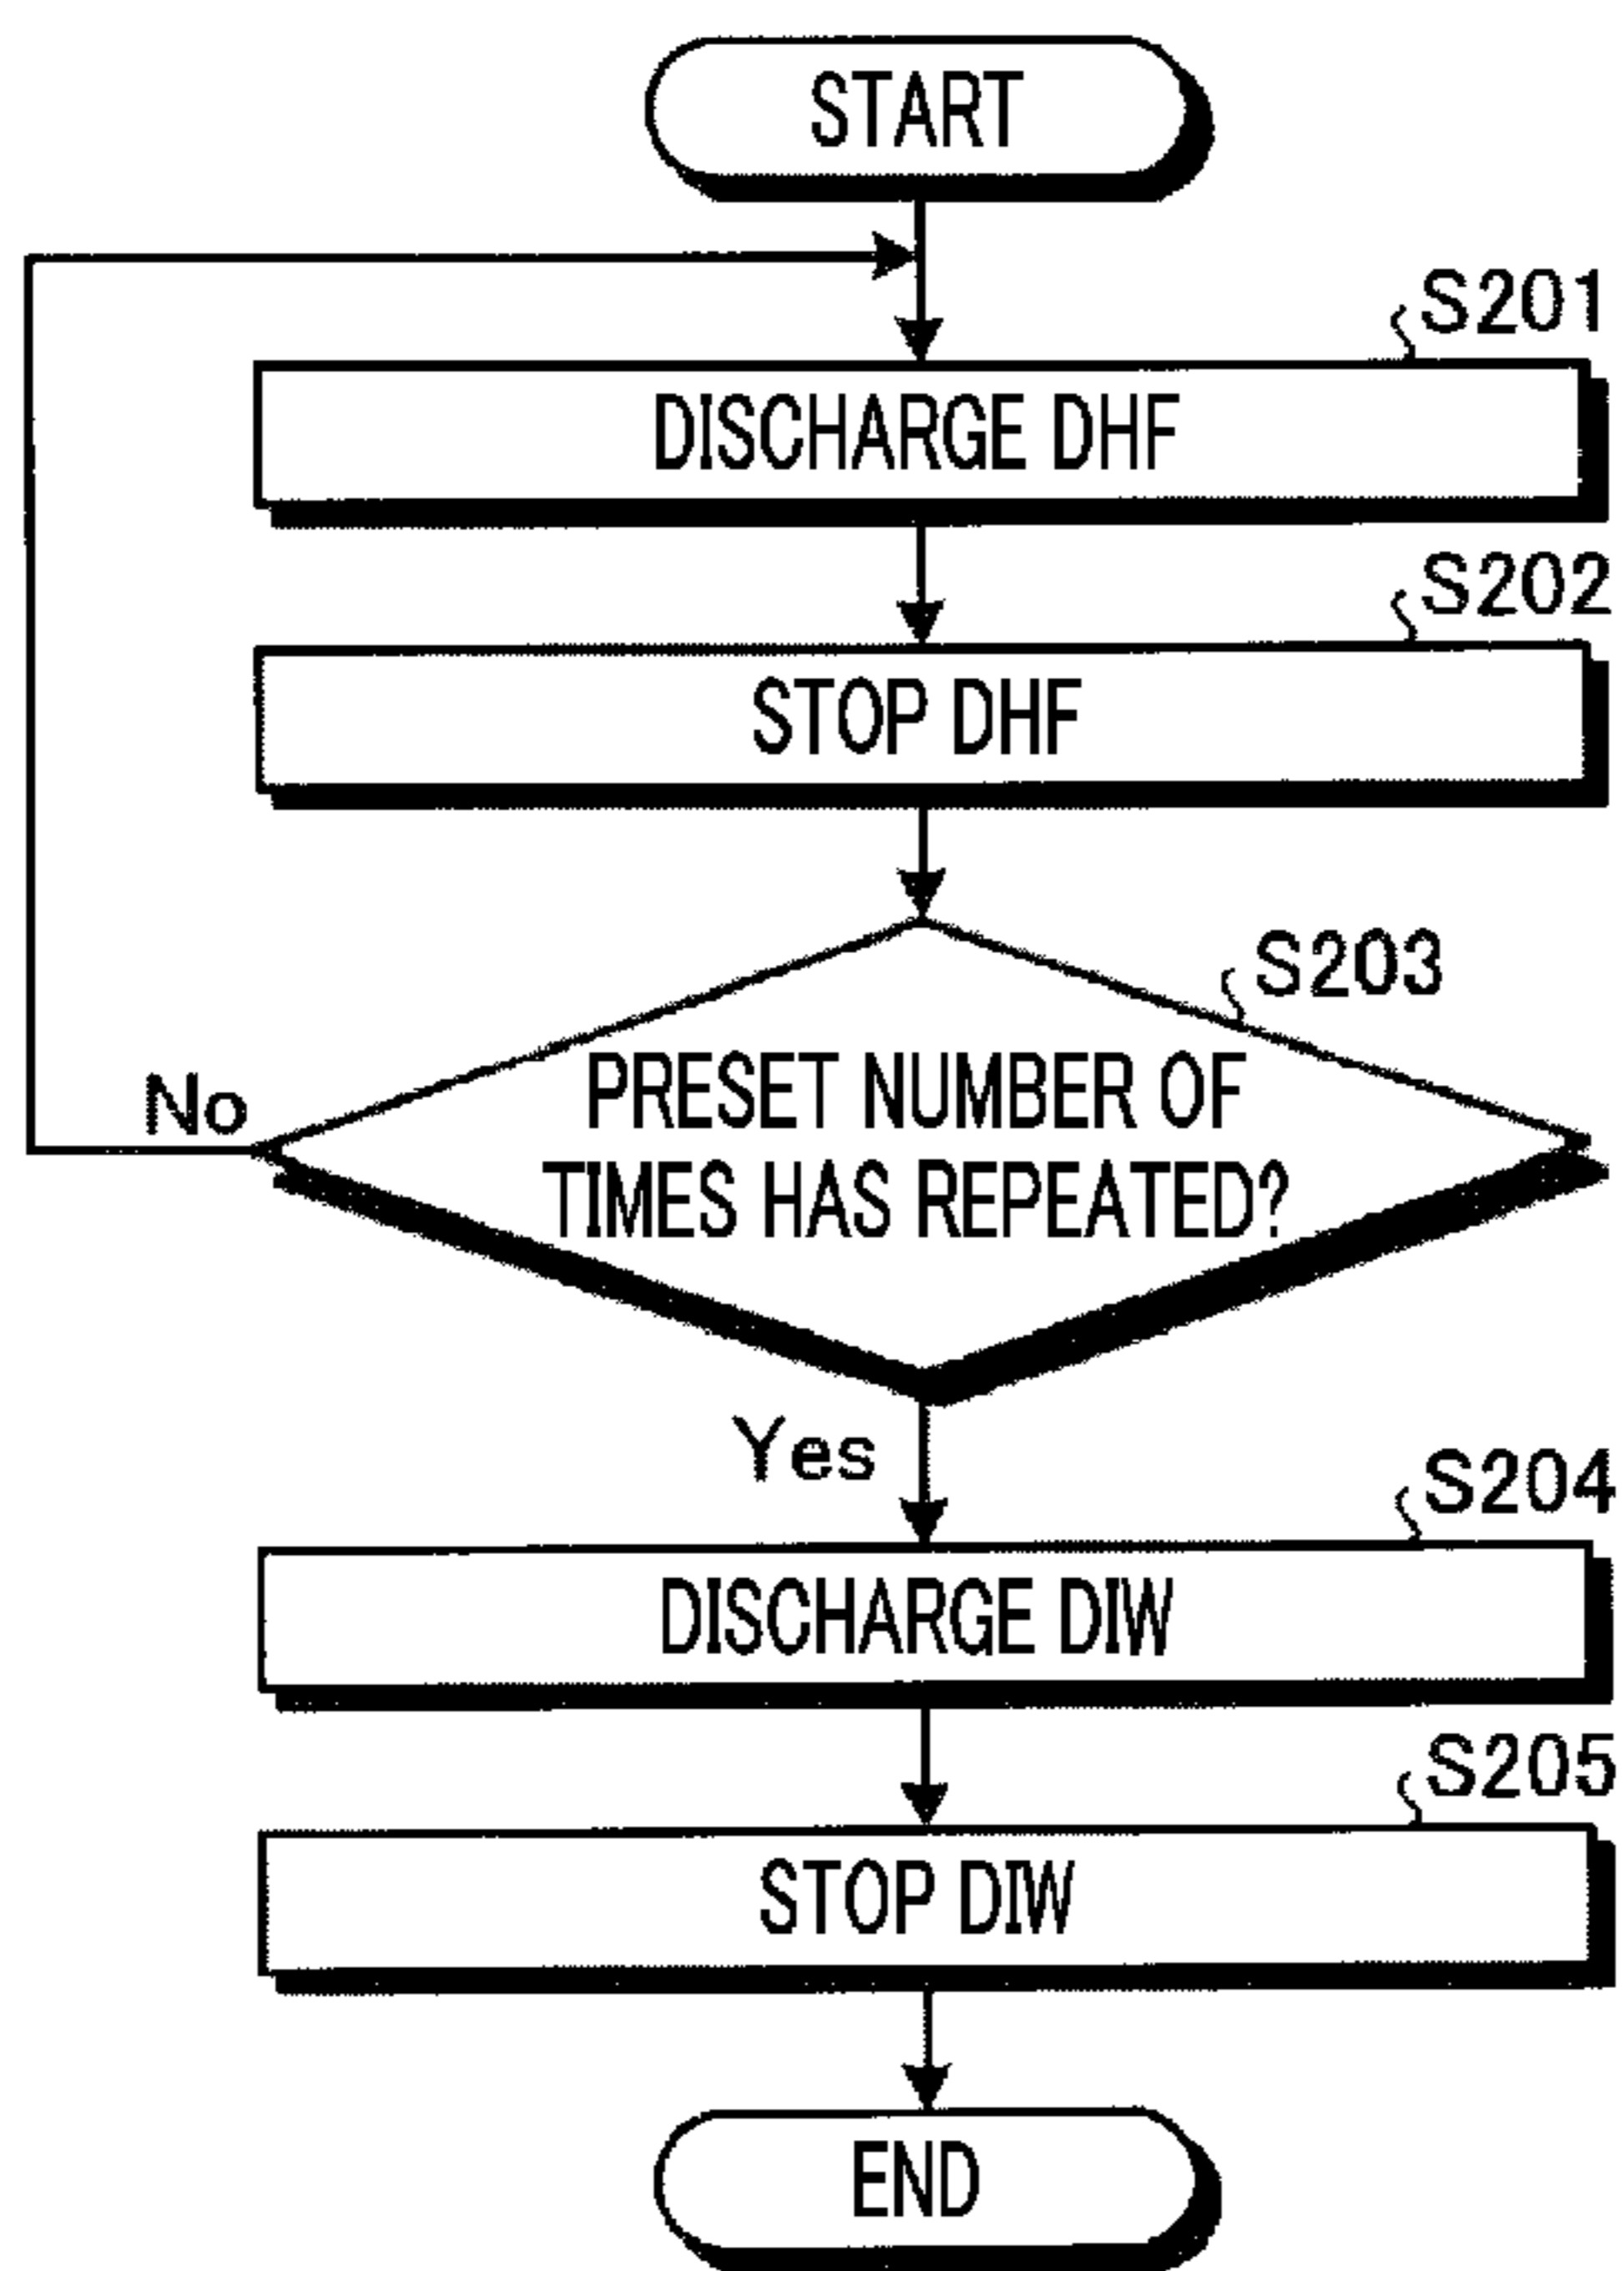 START
S201
DISCHARGE DHF
S202
STOP DHF
S203
PRESET NUMBER OF
TIMES HAS REPEATED?
No
Yes
S204
DISCHARGE DIW
S205
STOP DIW
END